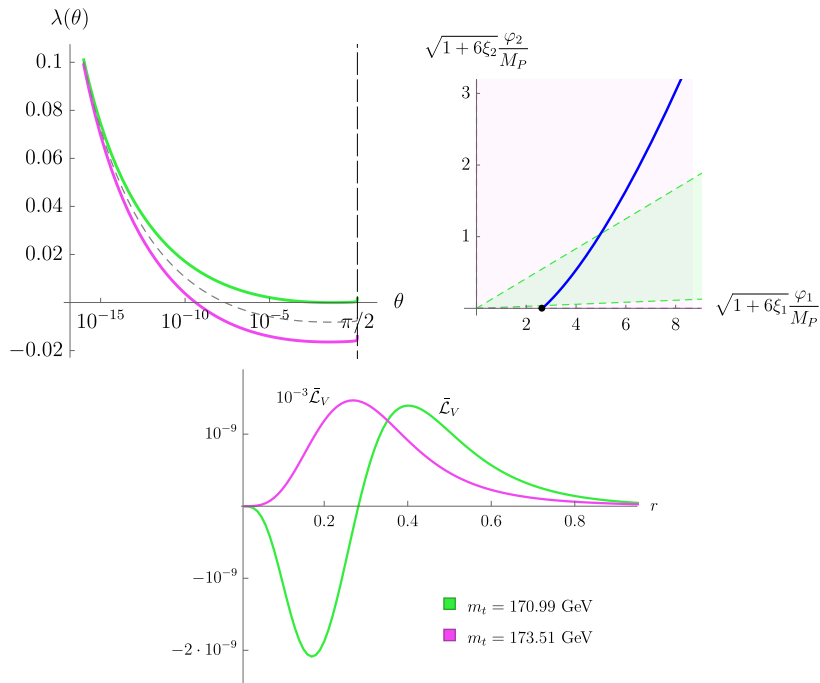 λ(θ)
0.1
0.08
0.06
0.04
0.02
−0.02
10⁻¹⁵
10⁻¹⁰
10⁻⁵
π/2
θ
√(1+6ξ₂) φ₂/M_P
3
2
1
2 4 6 8
√(1+6ξ₁) φ₁/M_P
10⁻³ℒ̄_V
ℒ̄_V
10⁻⁹
−10⁻⁹
−2·10⁻⁹
0.2 0.4 0.6 0.8
r
m_t = 170.99 GeV
m_t = 173.51 GeV